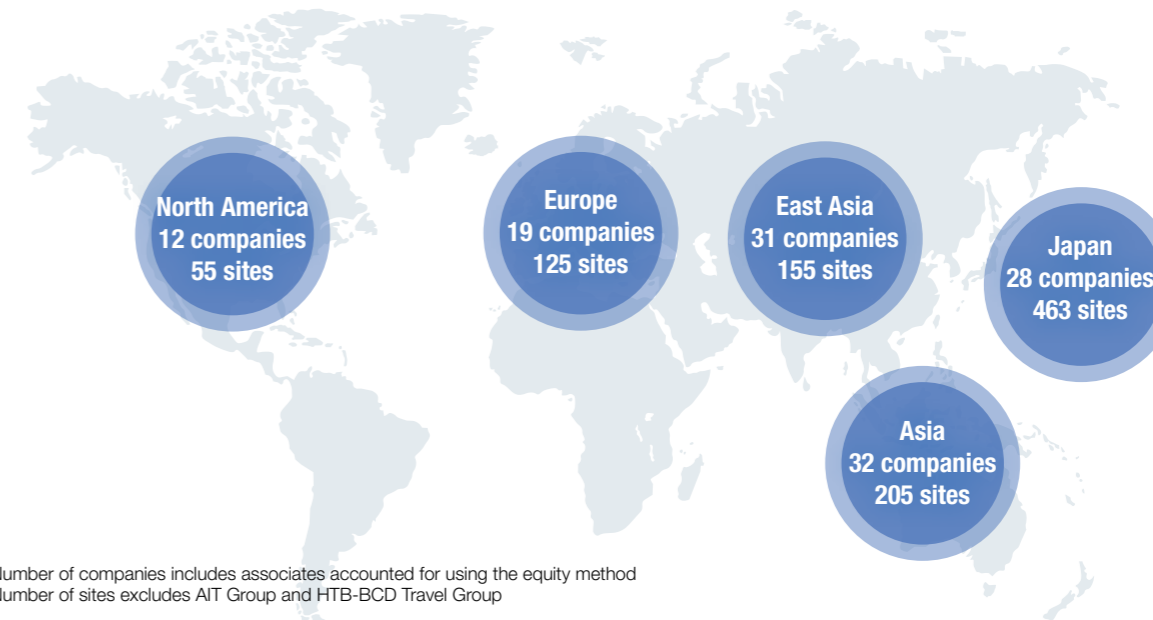 North America
12 companies
55 sites
Europe
19 companies
125 sites
East Asia
31 companies
155 sites
Japan
28 companies
463 sites
Asia
32 companies
205 sites
Number of companies includes associates accounted for using the equity method
Number of sites excludes AIT Group and HTB-BCD Travel Group